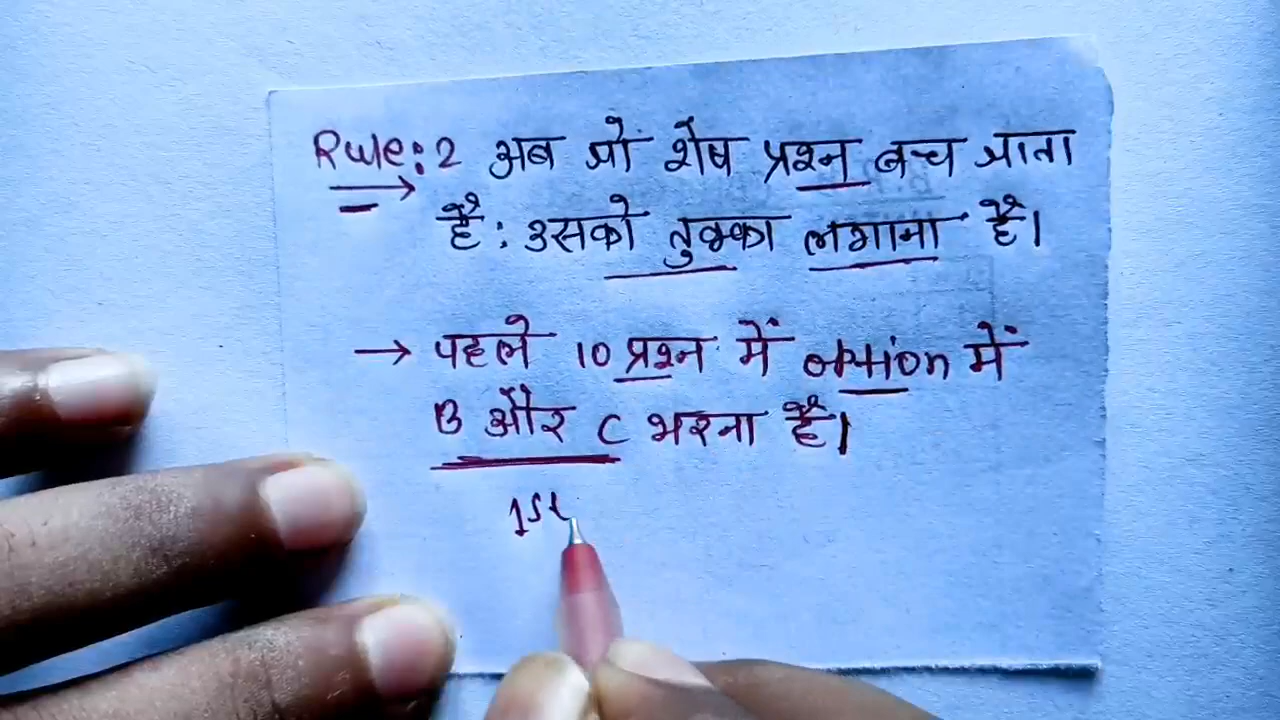 Rule:2 अब जो शेष प्रश्न बच जाता
है: उसको तुक्का लगाना है।
→ पहले 10 प्रश्न में option में
B और C भरना है।
1st